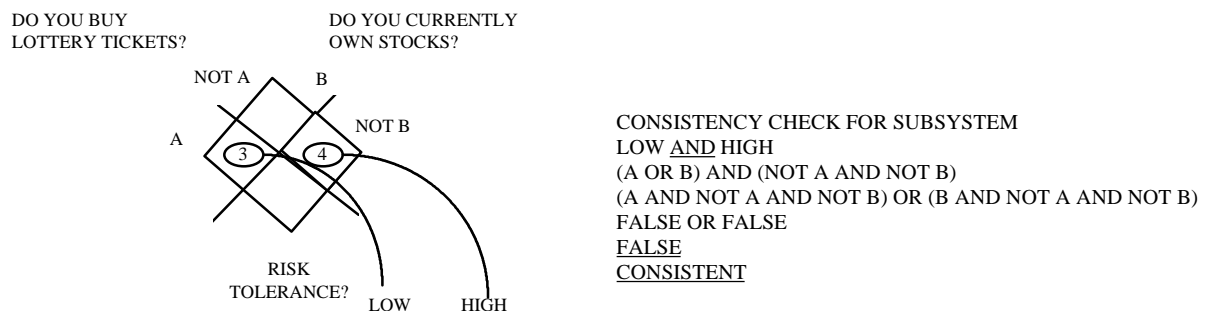 DO YOU BUY
LOTTERY TICKETS?
DO YOU CURRENTLY
OWN STOCKS?
NOT A
B
A
NOT B
3
4
RISK
TOLERANCE?
LOW
HIGH
CONSISTENCY CHECK FOR SUBSYSTEM
LOW AND HIGH
(A OR B) AND (NOT A AND NOT B)
(A AND NOT A AND NOT B) OR (B AND NOT A AND NOT B)
FALSE OR FALSE
FALSE
CONSISTENT